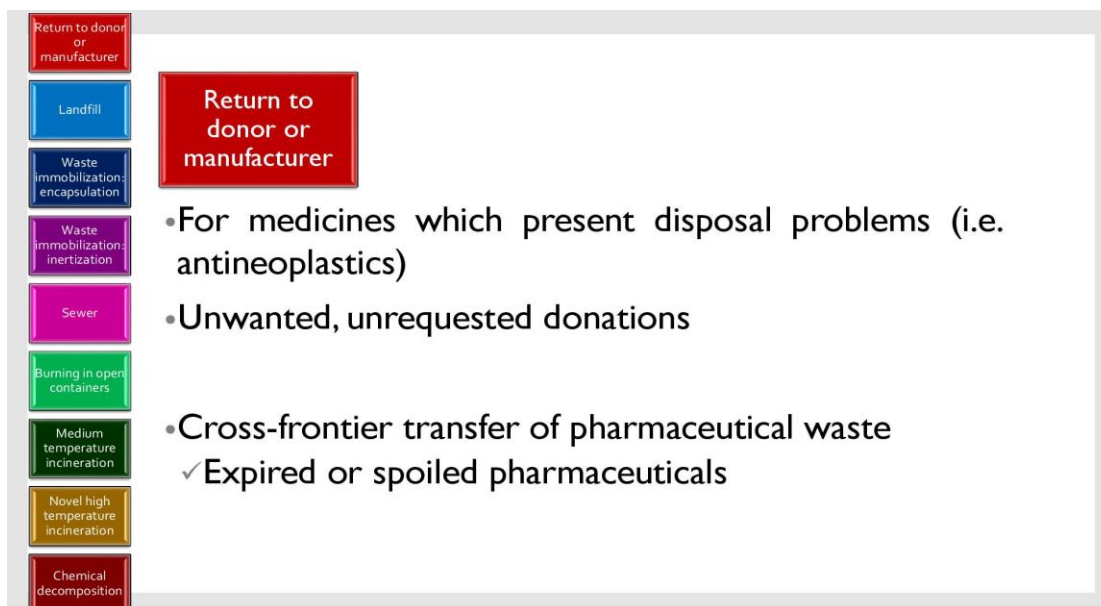 Return to donor
or
manufacturer
Landfill
Waste
immobilization:
encapsulation
Waste
immobilization:
inertization
Sewer
Burning in open
containers
Medium
temperature
incineration
Novel high
temperature
incineration
Chemical
decomposition
Return to
donor or
manufacturer
•For medicines which present disposal problems (i.e.
antineoplastics)
•Unwanted, unrequested donations
•Cross-frontier transfer of pharmaceutical waste
✓Expired or spoiled pharmaceuticals